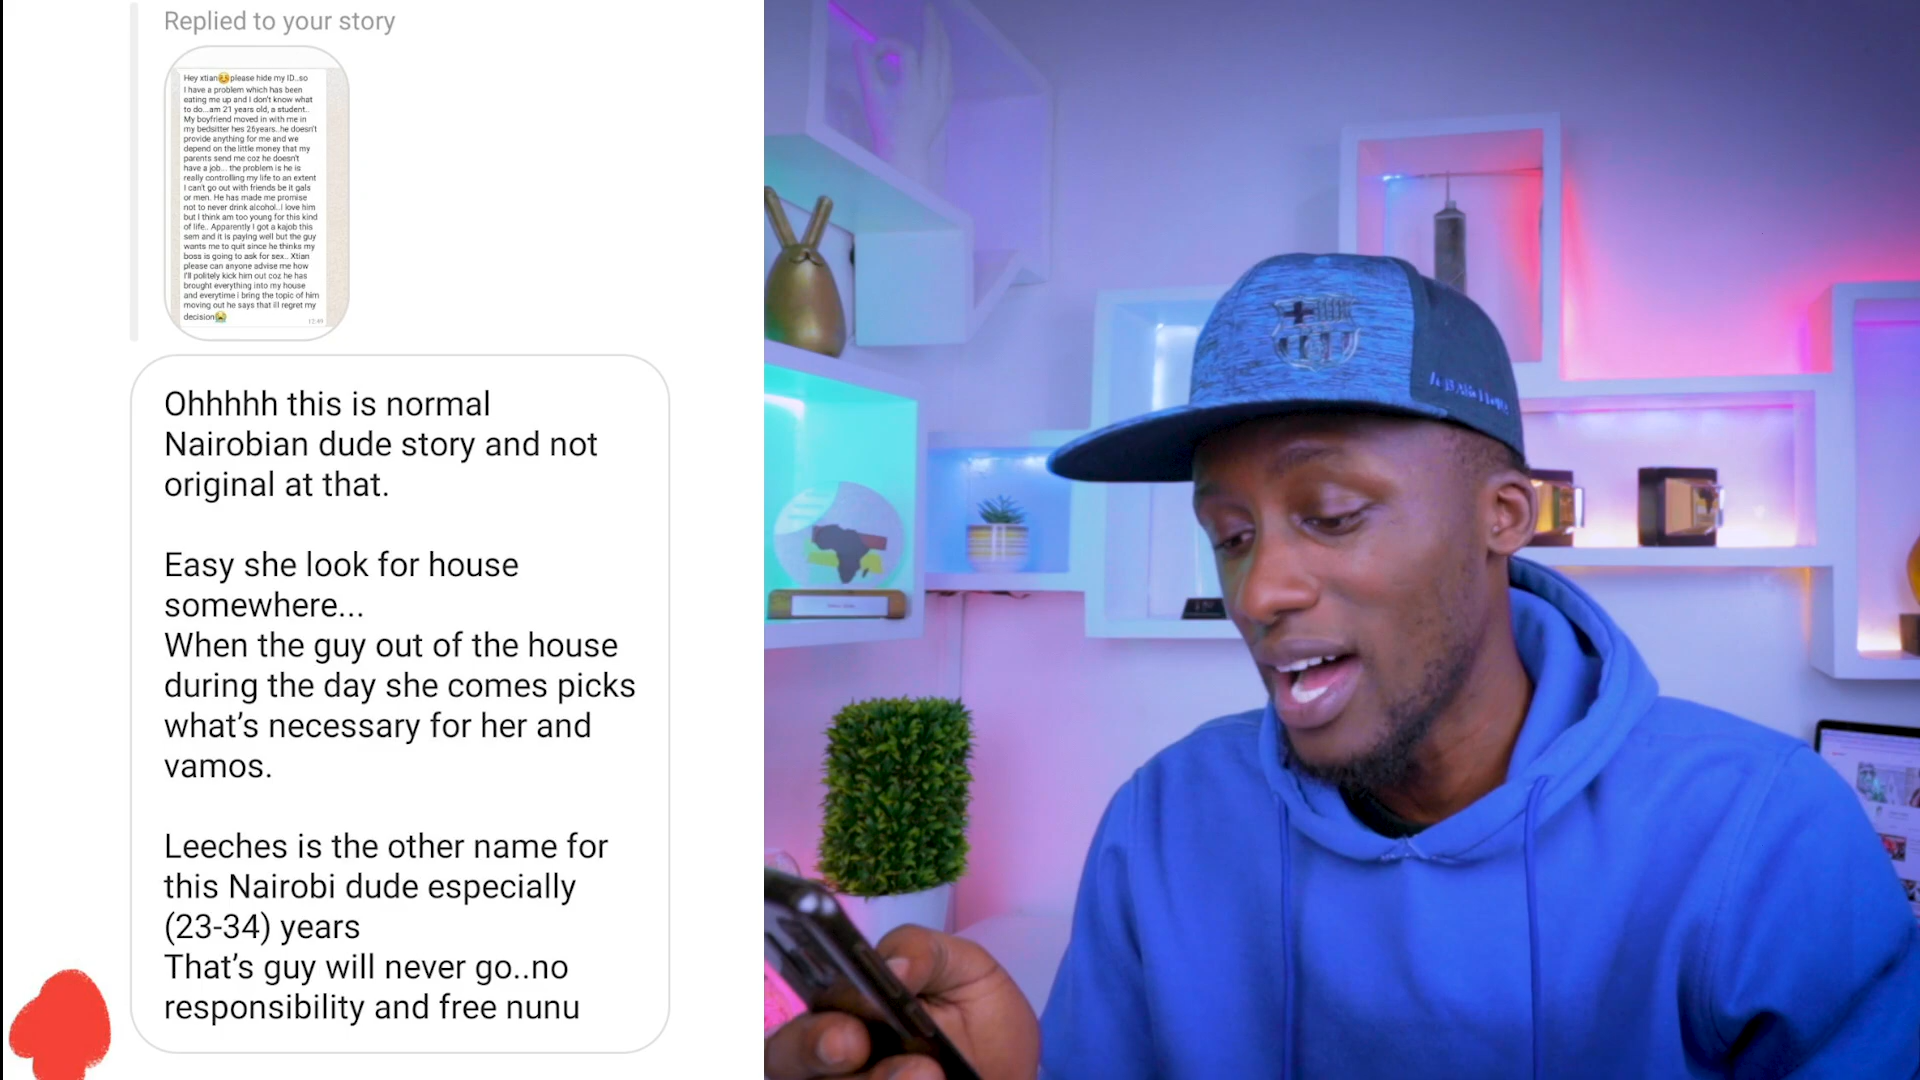 Replied to your story
Hey xtian😩please hide my ID..so
I have a problem which has been
eating me up and I don't know what
to do...am 21 years old, a student..
My boyfriend moved in with me in
my bedsitter hes 26years..he doesn't
provide anything for me and we
depend on the little money that my
parents send me coz he doesn't
have a job... the problem is he is
really controlling my life to an extent
I can't go out with friends be it gals
or men. He has made me promise
not to never drink alcohol..I love him
but I think am too young for this kind
of life.. Apparently I got a kajob this
sem and it is paying well but the guy
wants me to quit since he thinks my
boss is going to ask for sex.. Xtian
please can anyone advise me how
I'll politely kick him out coz he has
brought everything into my house
and everytime i bring the topic of him
moving out he says that ill regret my
decision😭
12:49
Ohhhhh this is normal
Nairobian dude story and not
original at that.
Easy she look for house
somewhere...
When the guy out of the house
during the day she comes picks
what's necessary for her and
vamos.
Leeches is the other name for
this Nairobi dude especially
(23-34) years
That's guy will never go..no
responsibility and free nunu